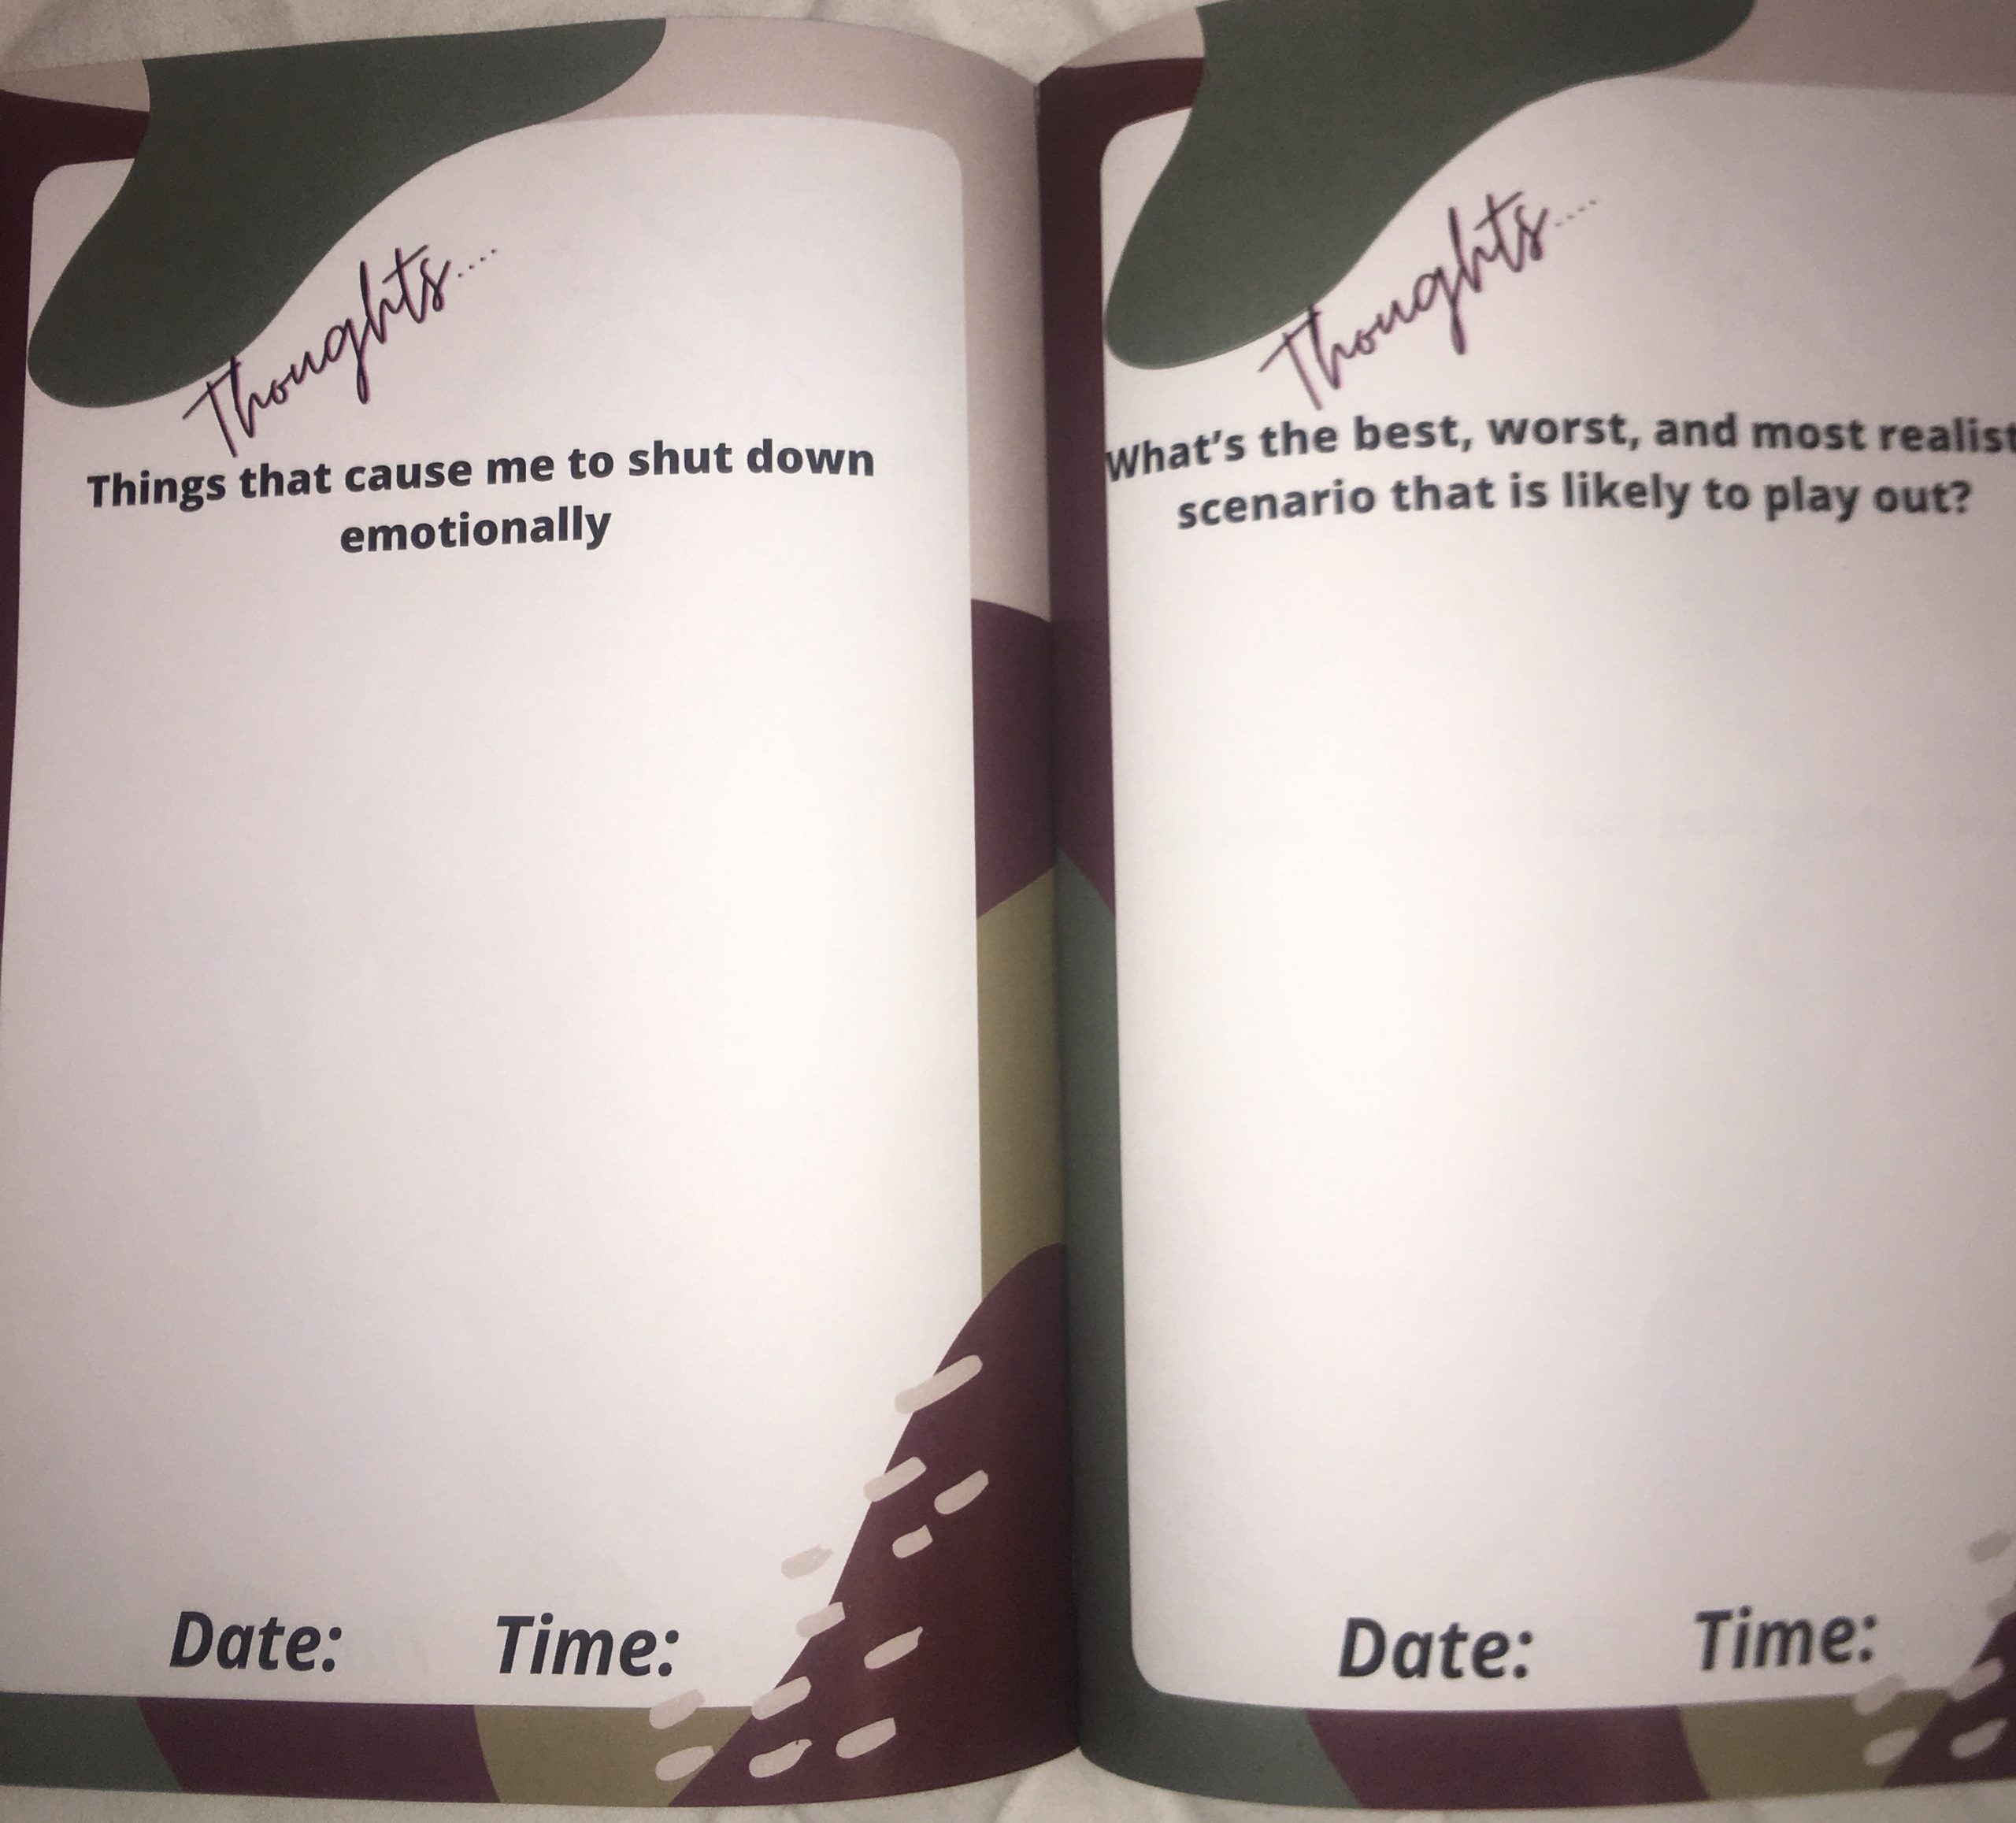 Thoughts....
Things that cause me to shut down
emotionally
Date: Time:
Thoughts....
What's the best, worst, and most realist
scenario that is likely to play out?
Date: Time: